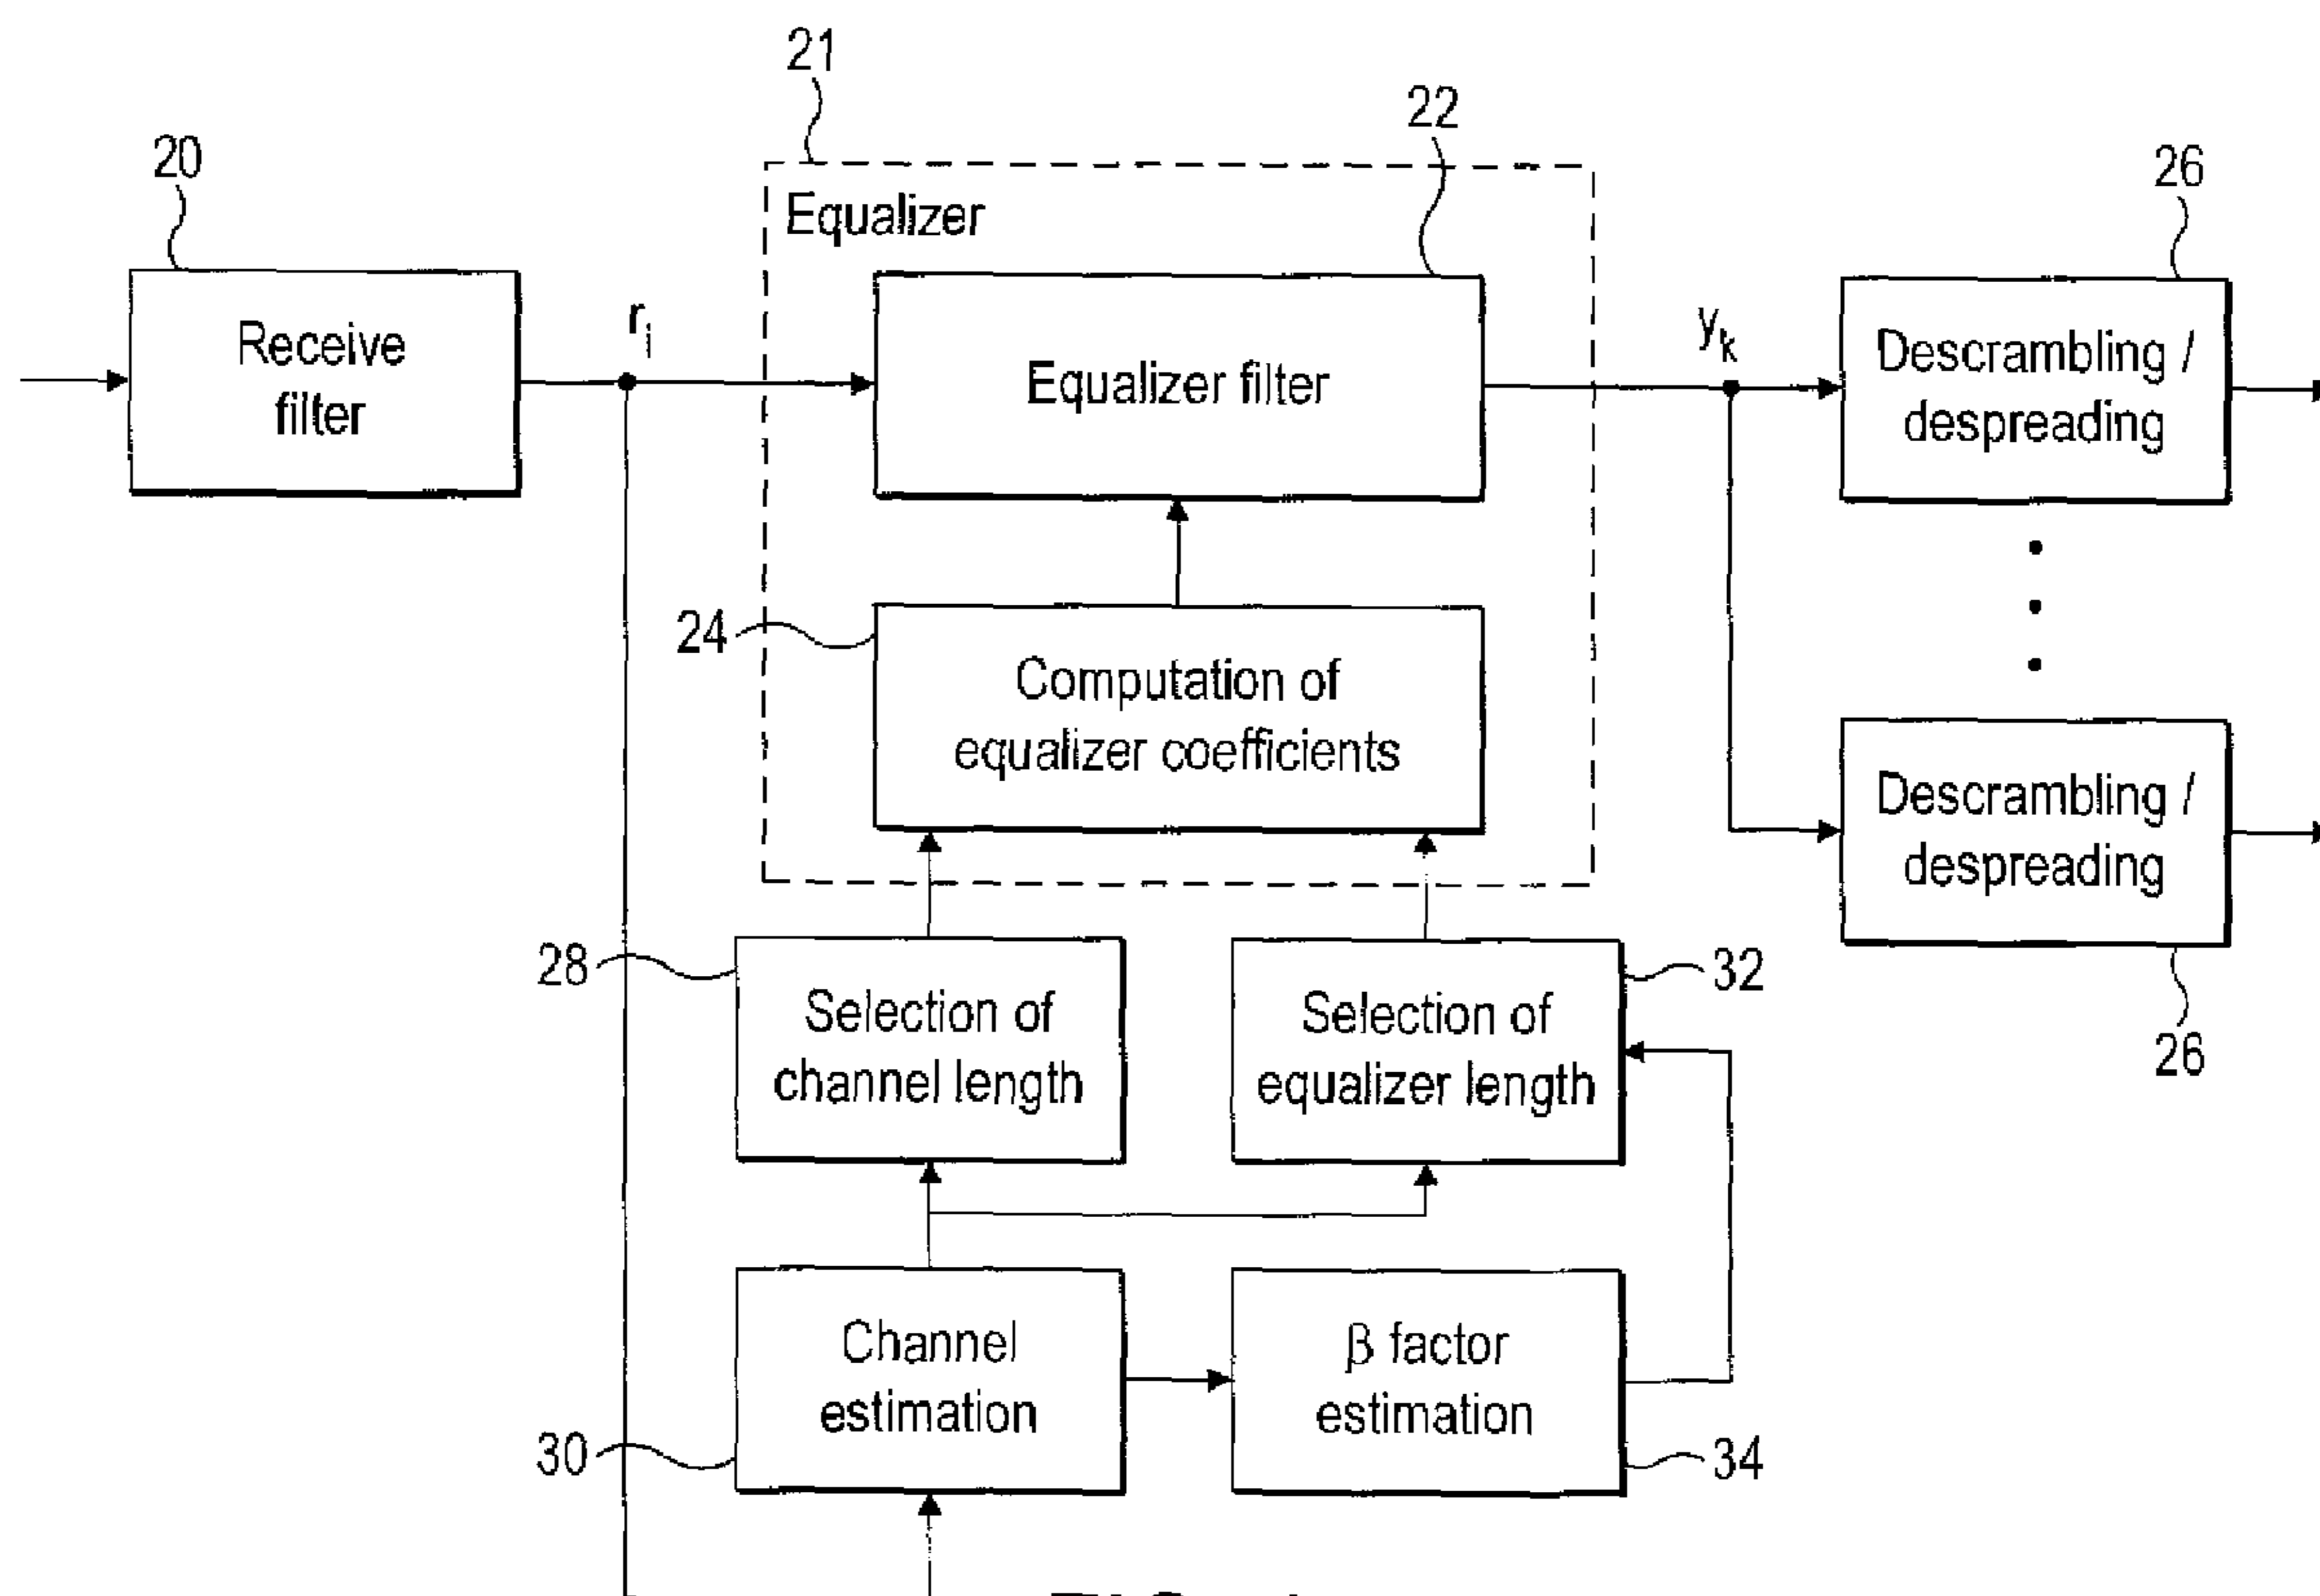 21
22
20
26
Equalizer
Receive
filter
r_i
Equalizer filter
y_k
Descrambling /
despreading
24
Computation of
equalizer coefficients
Descrambling /
despreading
28
Selection of
channel length
32
Selection of
equalizer length
26
Channel
estimation
β factor
estimation
30
34